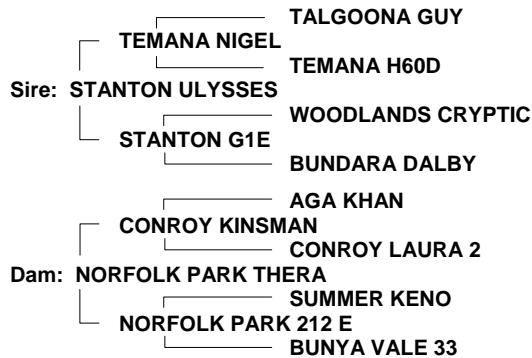 TALGOONA GUY
TEMANA NIGEL
TEMANA H60D
Sire: STANTON ULYSSES
WOODLANDS CRYPTIC
STANTON G1E
BUNDARA DALBY
AGA KHAN
CONROY KINSMAN
CONROY LAURA 2
Dam: NORFOLK PARK THERA
SUMMER KENO
NORFOLK PARK 212 E
BUNYA VALE 33